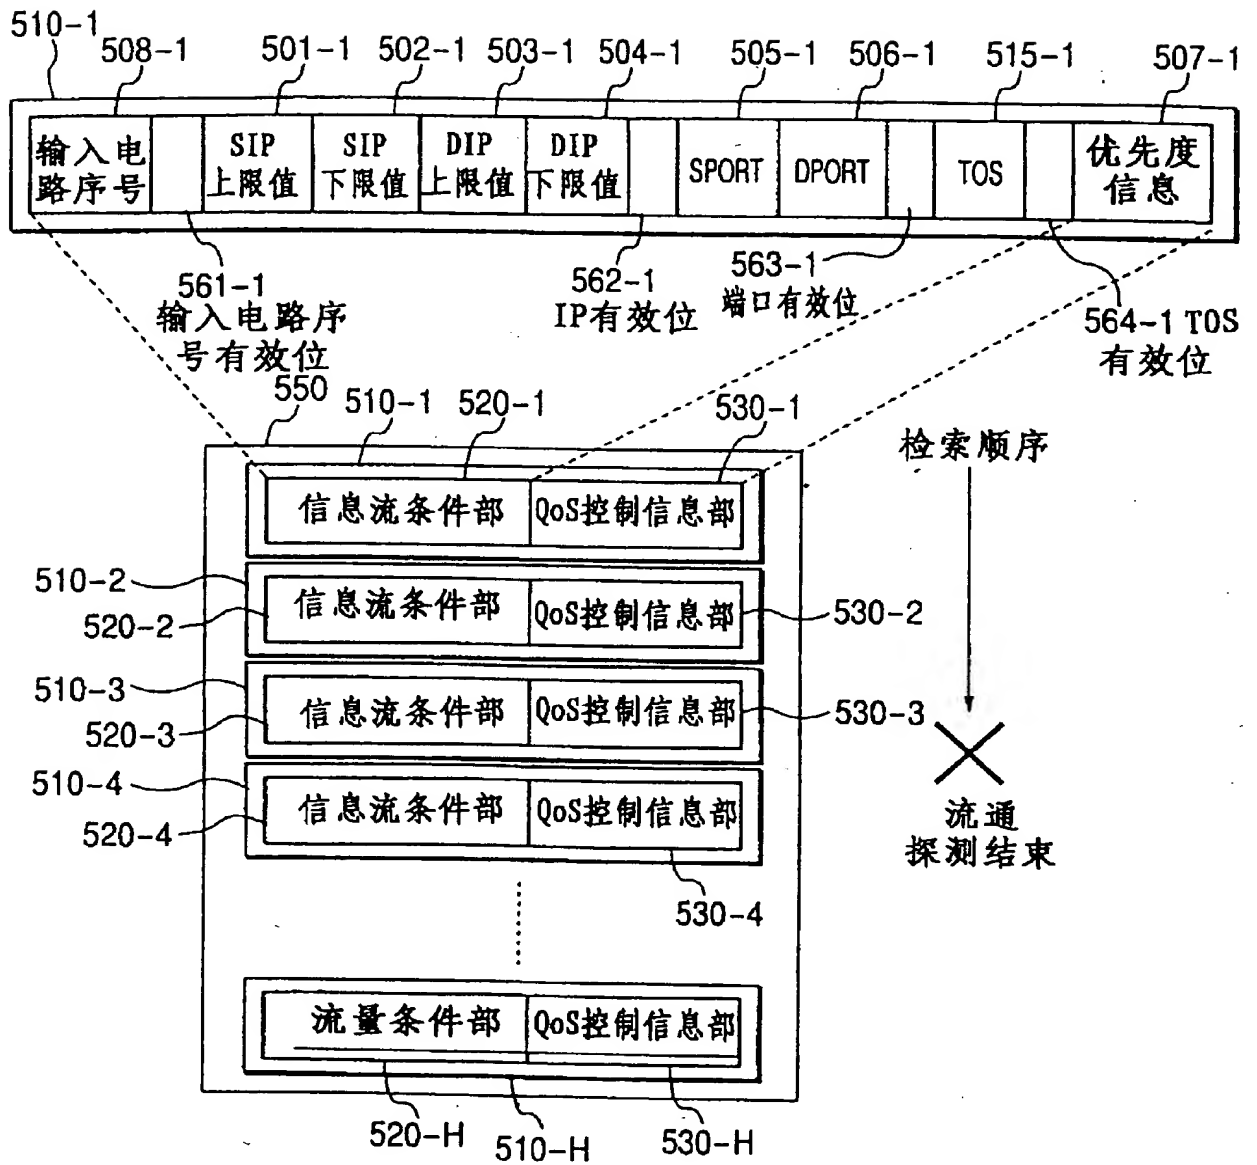 510-1
508-1
501-1
502-1
503-1
504-1
505-1
506-1
515-1
507-1
输入电
路序号
SIP
上限值
SIP
下限值
DIP
上限值
DIP
下限值
SPORT
DPORT
TOS
优先度
信息
561-1
输入电路序
号有效位
562-1
IP有效位
563-1
端口有效位
564-1 TOS
有效位
550
510-1
520-1
530-1
检索顺序
信息流条件部
QoS控制信息部
510-2
520-2
信息流条件部
QoS控制信息部
530-2
510-3
520-3
信息流条件部
QoS控制信息部
530-3
510-4
520-4
信息流条件部
QoS控制信息部
530-4
流通
探测结束
流量条件部
QoS控制信息部
520-H
510-H
530-H